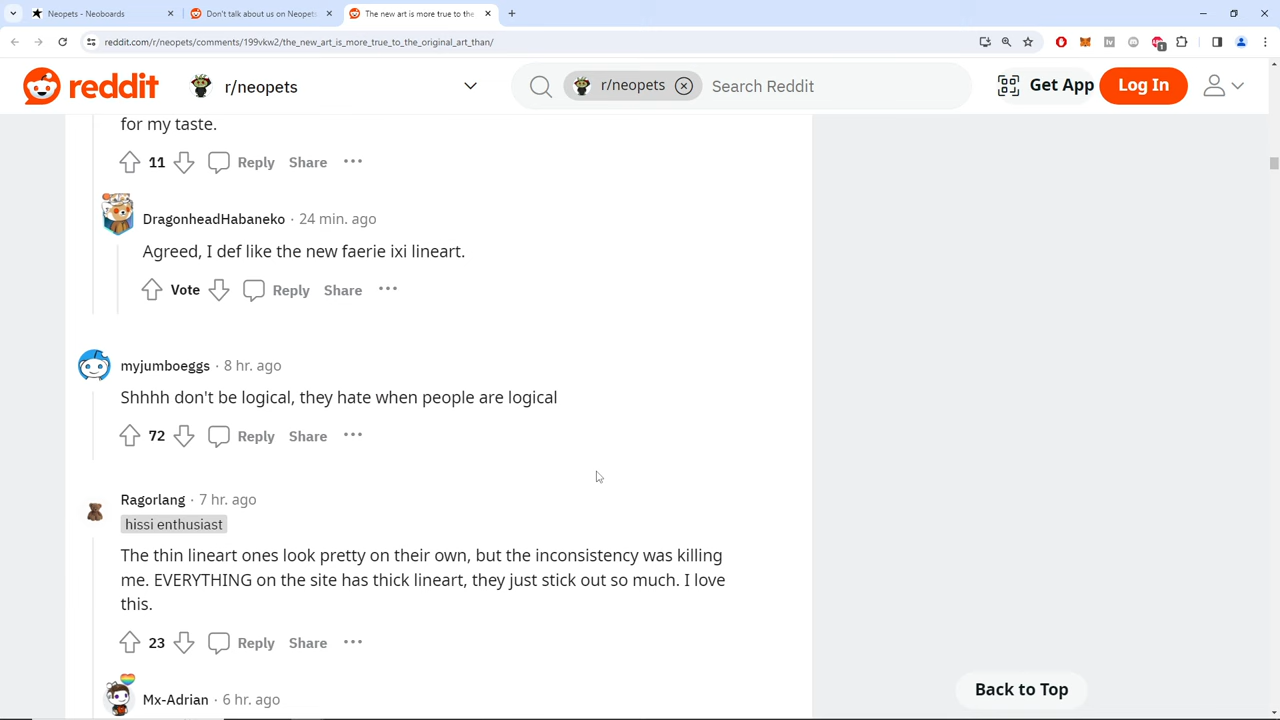 Neopets - Neoboards
Don't talk about us on Neopets
The new art is more true to the
reddit.com/r/neopets/comments/199vkw2/the_new_art_is_more_true_to_the_original_art_than/
1
reddit
r/neopets
r/neopets
Search Reddit
Get App
Log In
for my taste.
11 Reply Share
DragonheadHabaneko · 24 min. ago
Agreed, I def like the new faerie ixi lineart.
Vote Reply Share
myjumboeggs · 8 hr. ago
Shhhh don't be logical, they hate when people are logical
72 Reply Share
Ragorlang · 7 hr. ago
hissi enthusiast
The thin lineart ones look pretty on their own, but the inconsistency was killing
me. EVERYTHING on the site has thick lineart, they just stick out so much. I love
this.
23 Reply Share
Mx-Adrian · 6 hr. ago
Back to Top